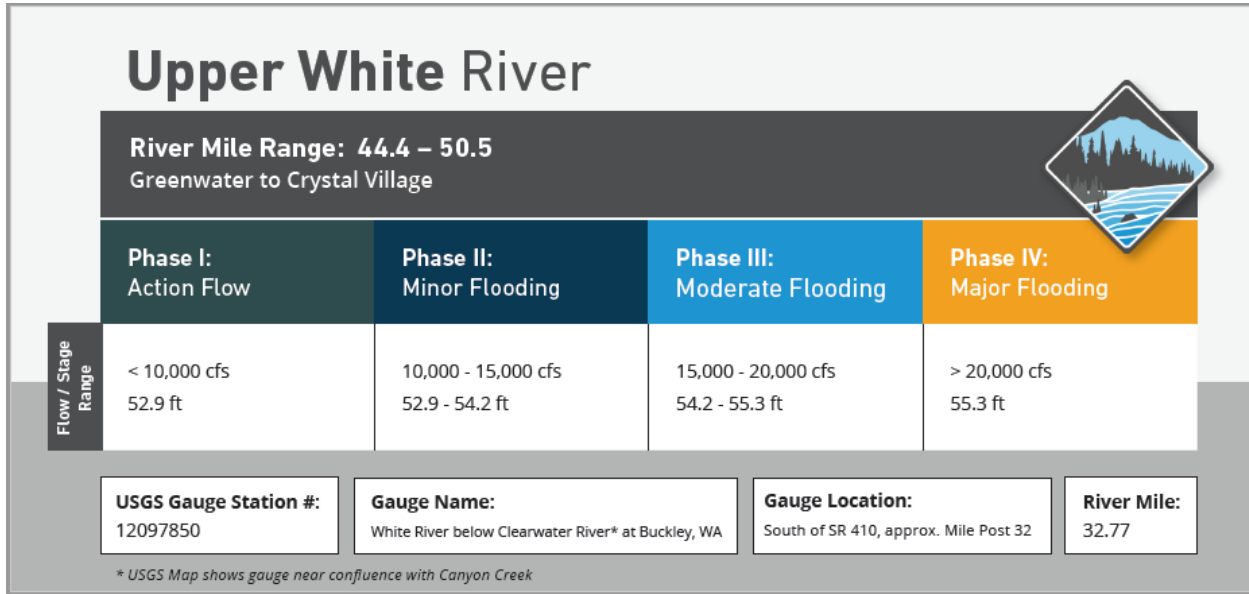 Upper White River
River Mile Range: 44.4 – 50.5
Greenwater to Crystal Village
Phase I:
Action Flow
Phase II:
Minor Flooding
Phase III:
Moderate Flooding
Phase IV:
Major Flooding
Flow / Stage
Range
< 10,000 cfs
52.9 ft
10,000 - 15,000 cfs
52.9 - 54.2 ft
15,000 - 20,000 cfs
54.2 - 55.3 ft
> 20,000 cfs
55.3 ft
USGS Gauge Station #:
12097850
Gauge Name:
White River below Clearwater River* at Buckley, WA
Gauge Location:
South of SR 410, approx. Mile Post 32
River Mile:
32.77
* USGS Map shows gauge near confluence with Canyon Creek